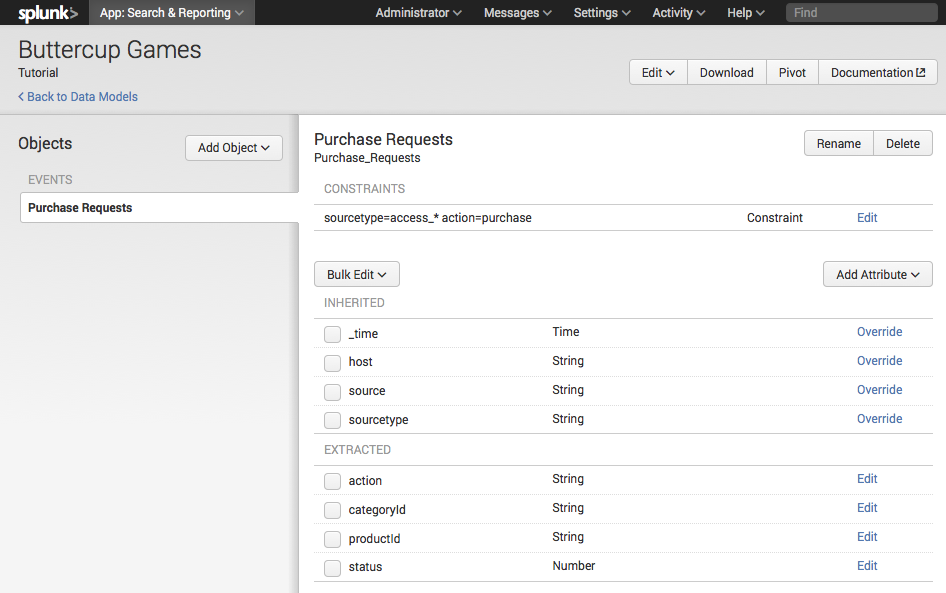 splunk> App: Search & Reporting Administrator Messages Settings Activity Help Find
Buttercup Games
Tutorial
Edit Download Pivot Documentation
Back to Data Models
Objects
Add Object
EVENTS
Purchase Requests
Purchase Requests
Purchase_Requests
Rename Delete
CONSTRAINTS
sourcetype=access_* action=purchase Constraint Edit
Bulk Edit Add Attribute
INHERITED
_time Time Override
host String Override
source String Override
sourcetype String Override
EXTRACTED
action String Edit
categoryId String Edit
productId String Edit
status Number Edit